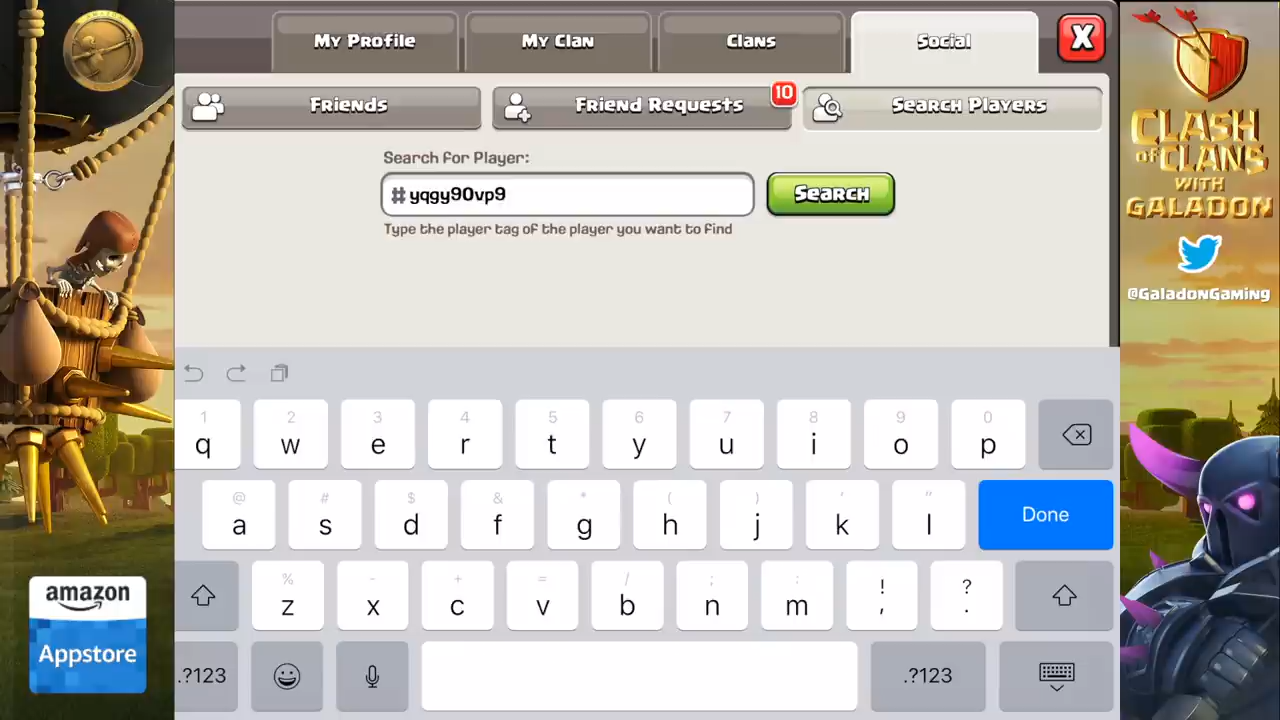 My Profile
My Clan
Clans
Social
X
Friends
Friend Requests
10
Search Players
Search for Player:
# yqgy90vp9
Search
Type the player tag of the player you want to find
1 2 3 4 5 6 7 8 9 0
q w e r t y u i o p
@ # $ & * ( ) ' "
a s d f g h j k l
Done
% - + = / ; : ! ?
z x c v b n m , .
.?123
.?123
CLASH
OF CLANS
WITH
GALADON
@GaladonGaming
amazon
Appstore